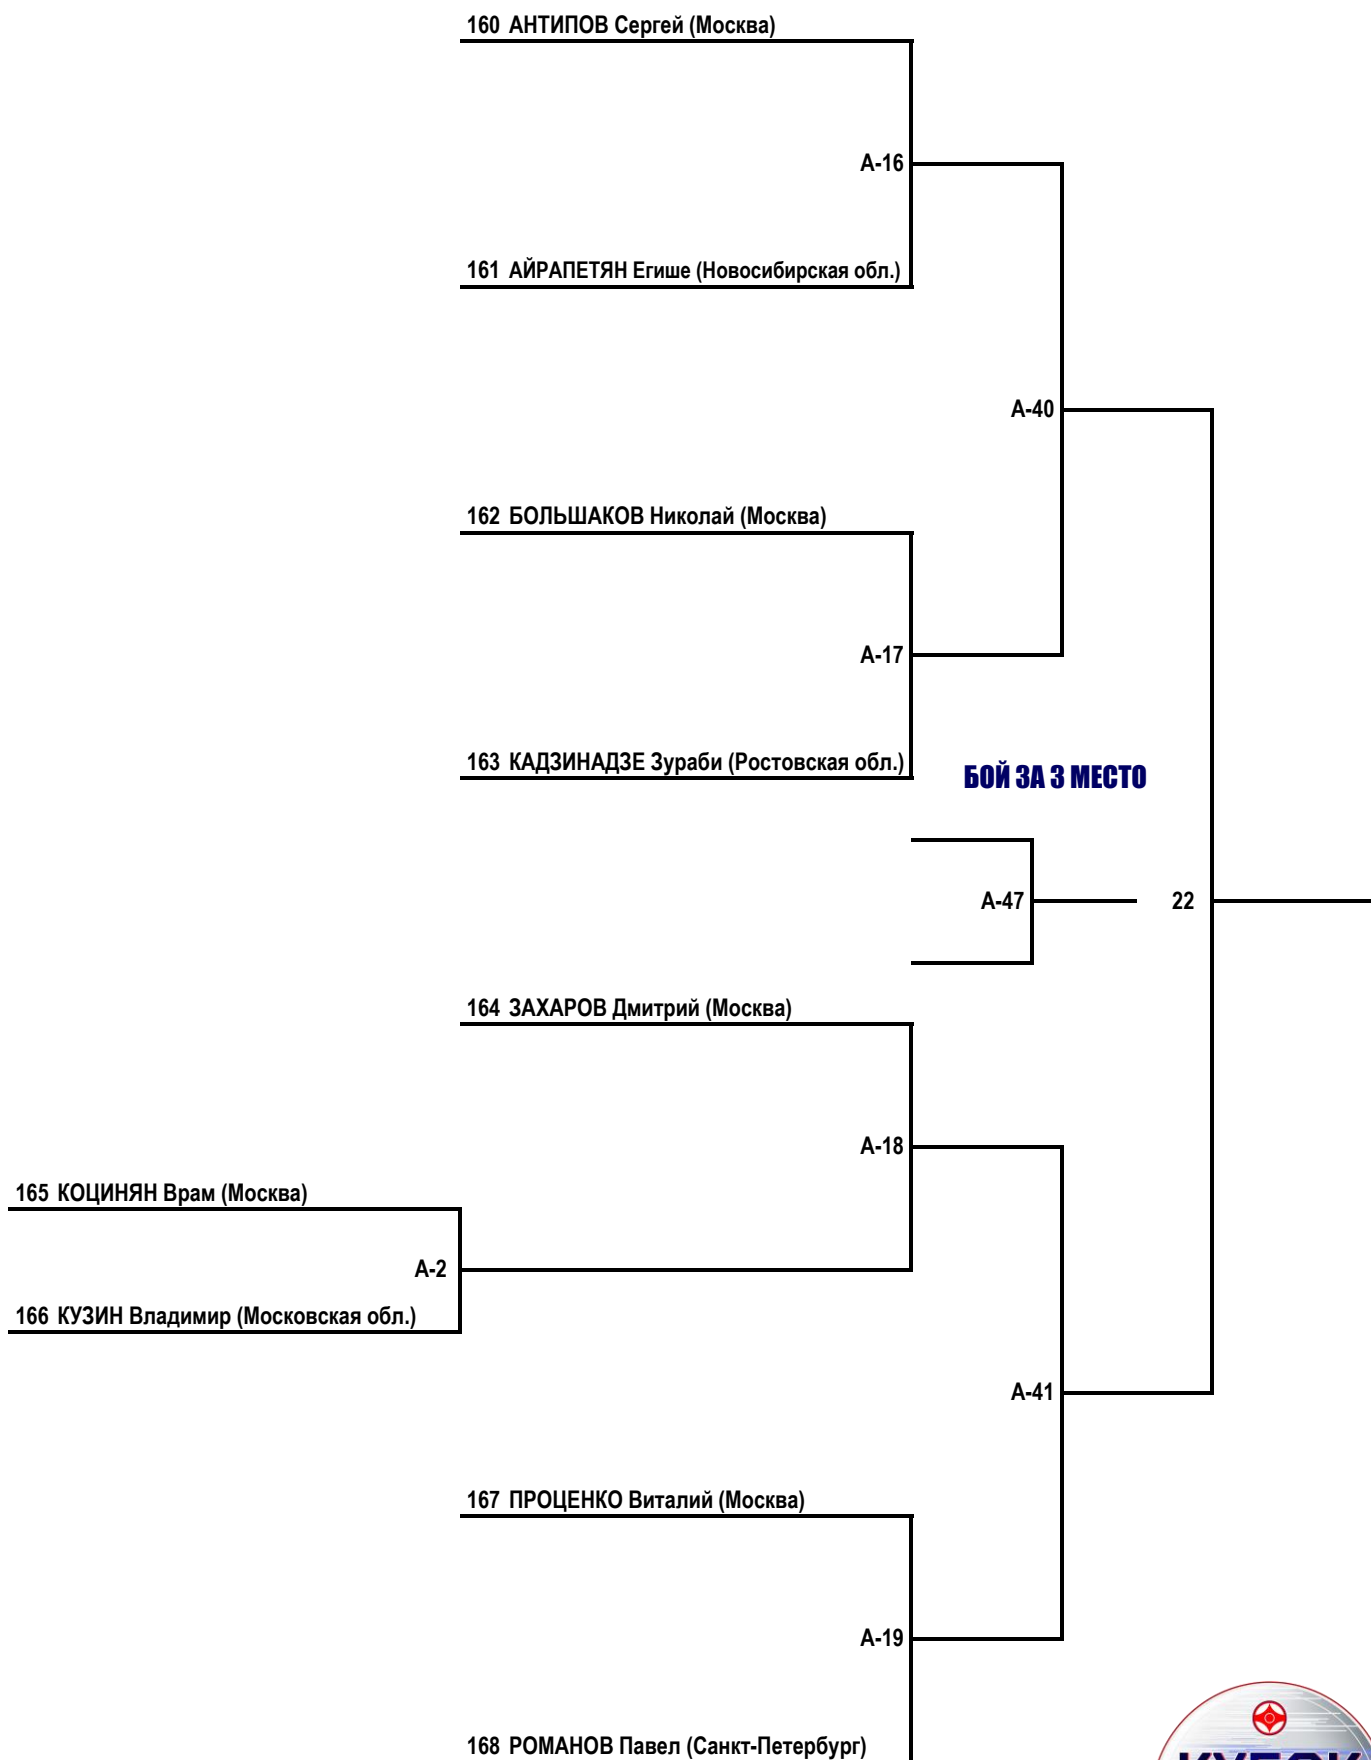 160 АНТИПОВ Сергей (Москва)
А-16
161 АЙРАПЕТЯН Егише (Новосибирская обл.)
А-40
162 БОЛЬШАКОВ Николай (Москва)
А-17
163 КАДЗИНАДЗЕ Зураби (Ростовская обл.)
БОЙ ЗА 3 МЕСТО
А-47
22
164 ЗАХАРОВ Дмитрий (Москва)
А-18
165 КОЦИНЯН Врам (Москва)
А-2
166 КУЗИН Владимир (Московская обл.)
А-41
167 ПРОЦЕНКО Виталий (Москва)
А-19
168 РОМАНОВ Павел (Санкт-Петербург)